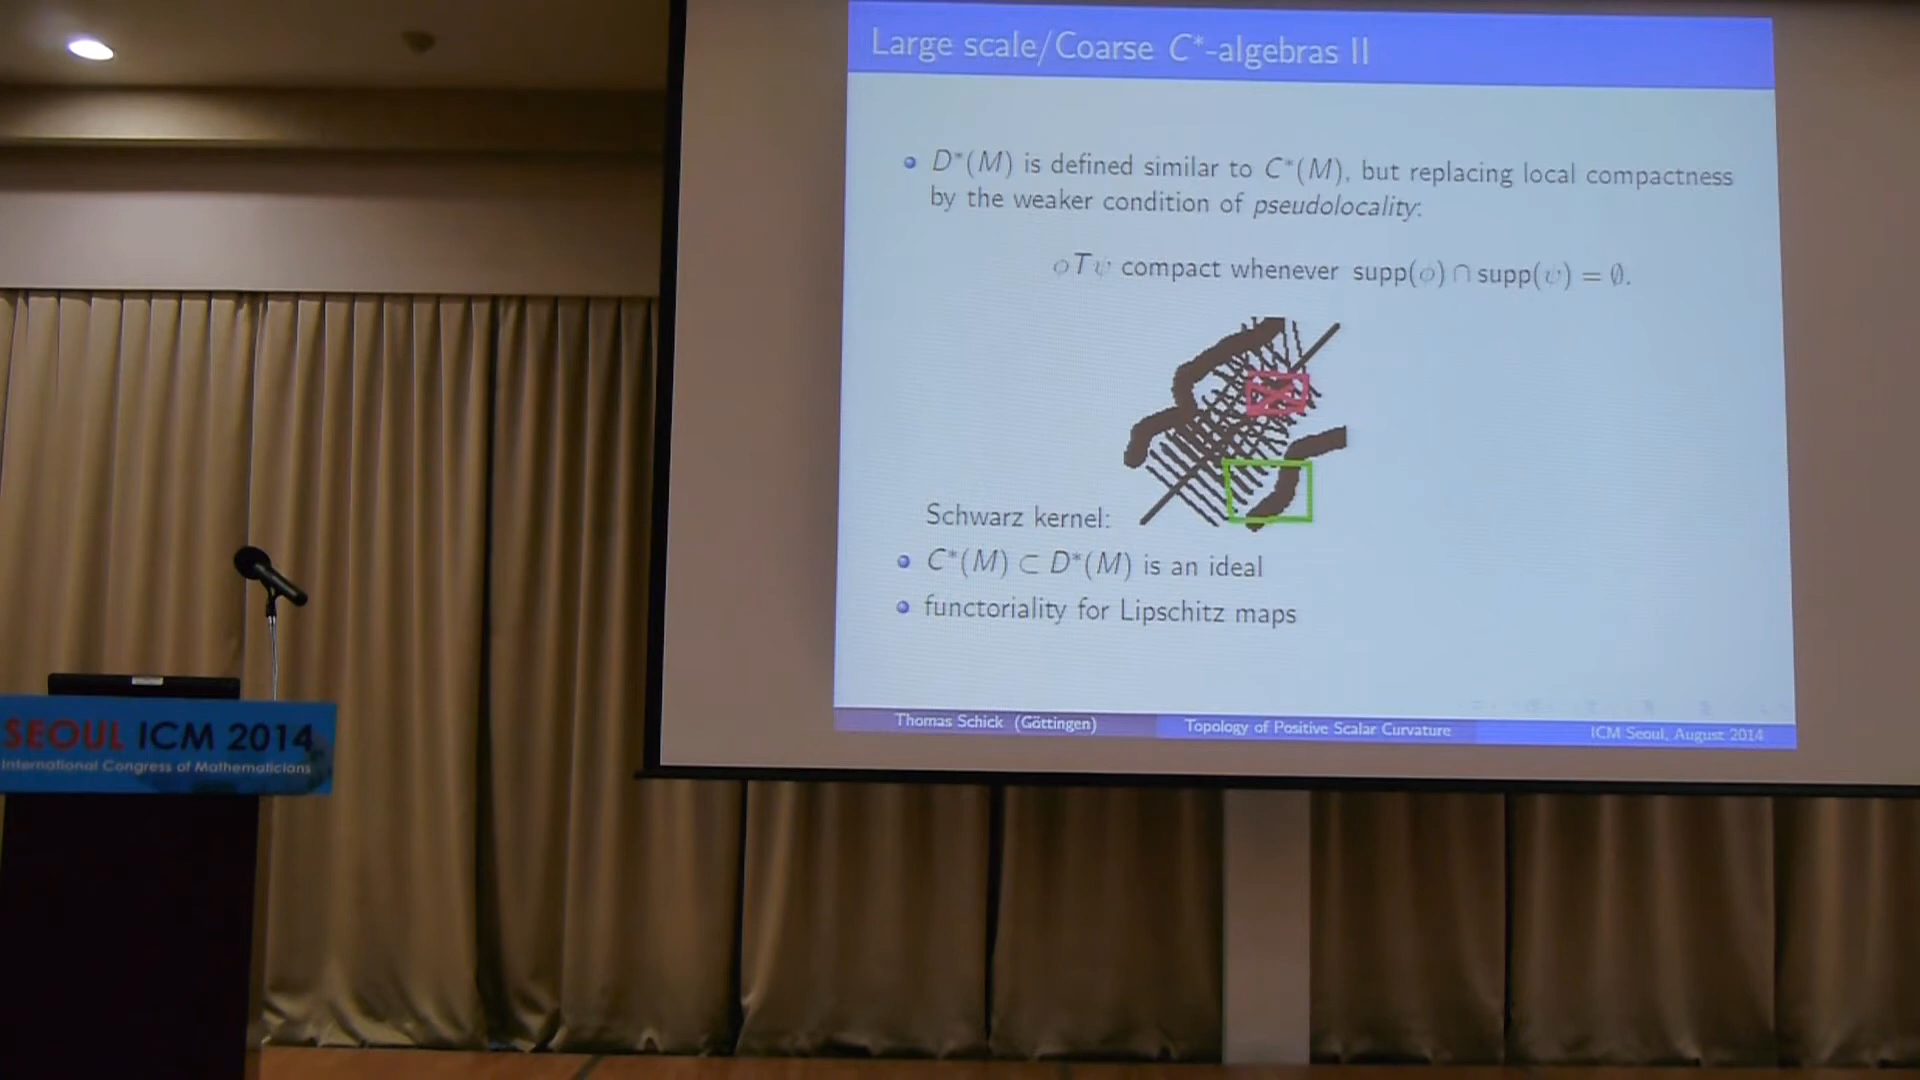 Large scale/Coarse C*-algebras II
D*(M) is defined similar to C*(M), but replacing local compactness
by the weaker condition of pseudolocality:
ϕTψ compact whenever supp(ϕ) ∩ supp(ψ) = ∅.
Schwarz kernel:
C*(M) ⊂ D*(M) is an ideal
functoriality for Lipschitz maps
Thomas Schick (Göttingen)
Topology of Positive Scalar Curvature
ICM Seoul, August 2014
SEOUL ICM 2014
International Congress of Mathematicians